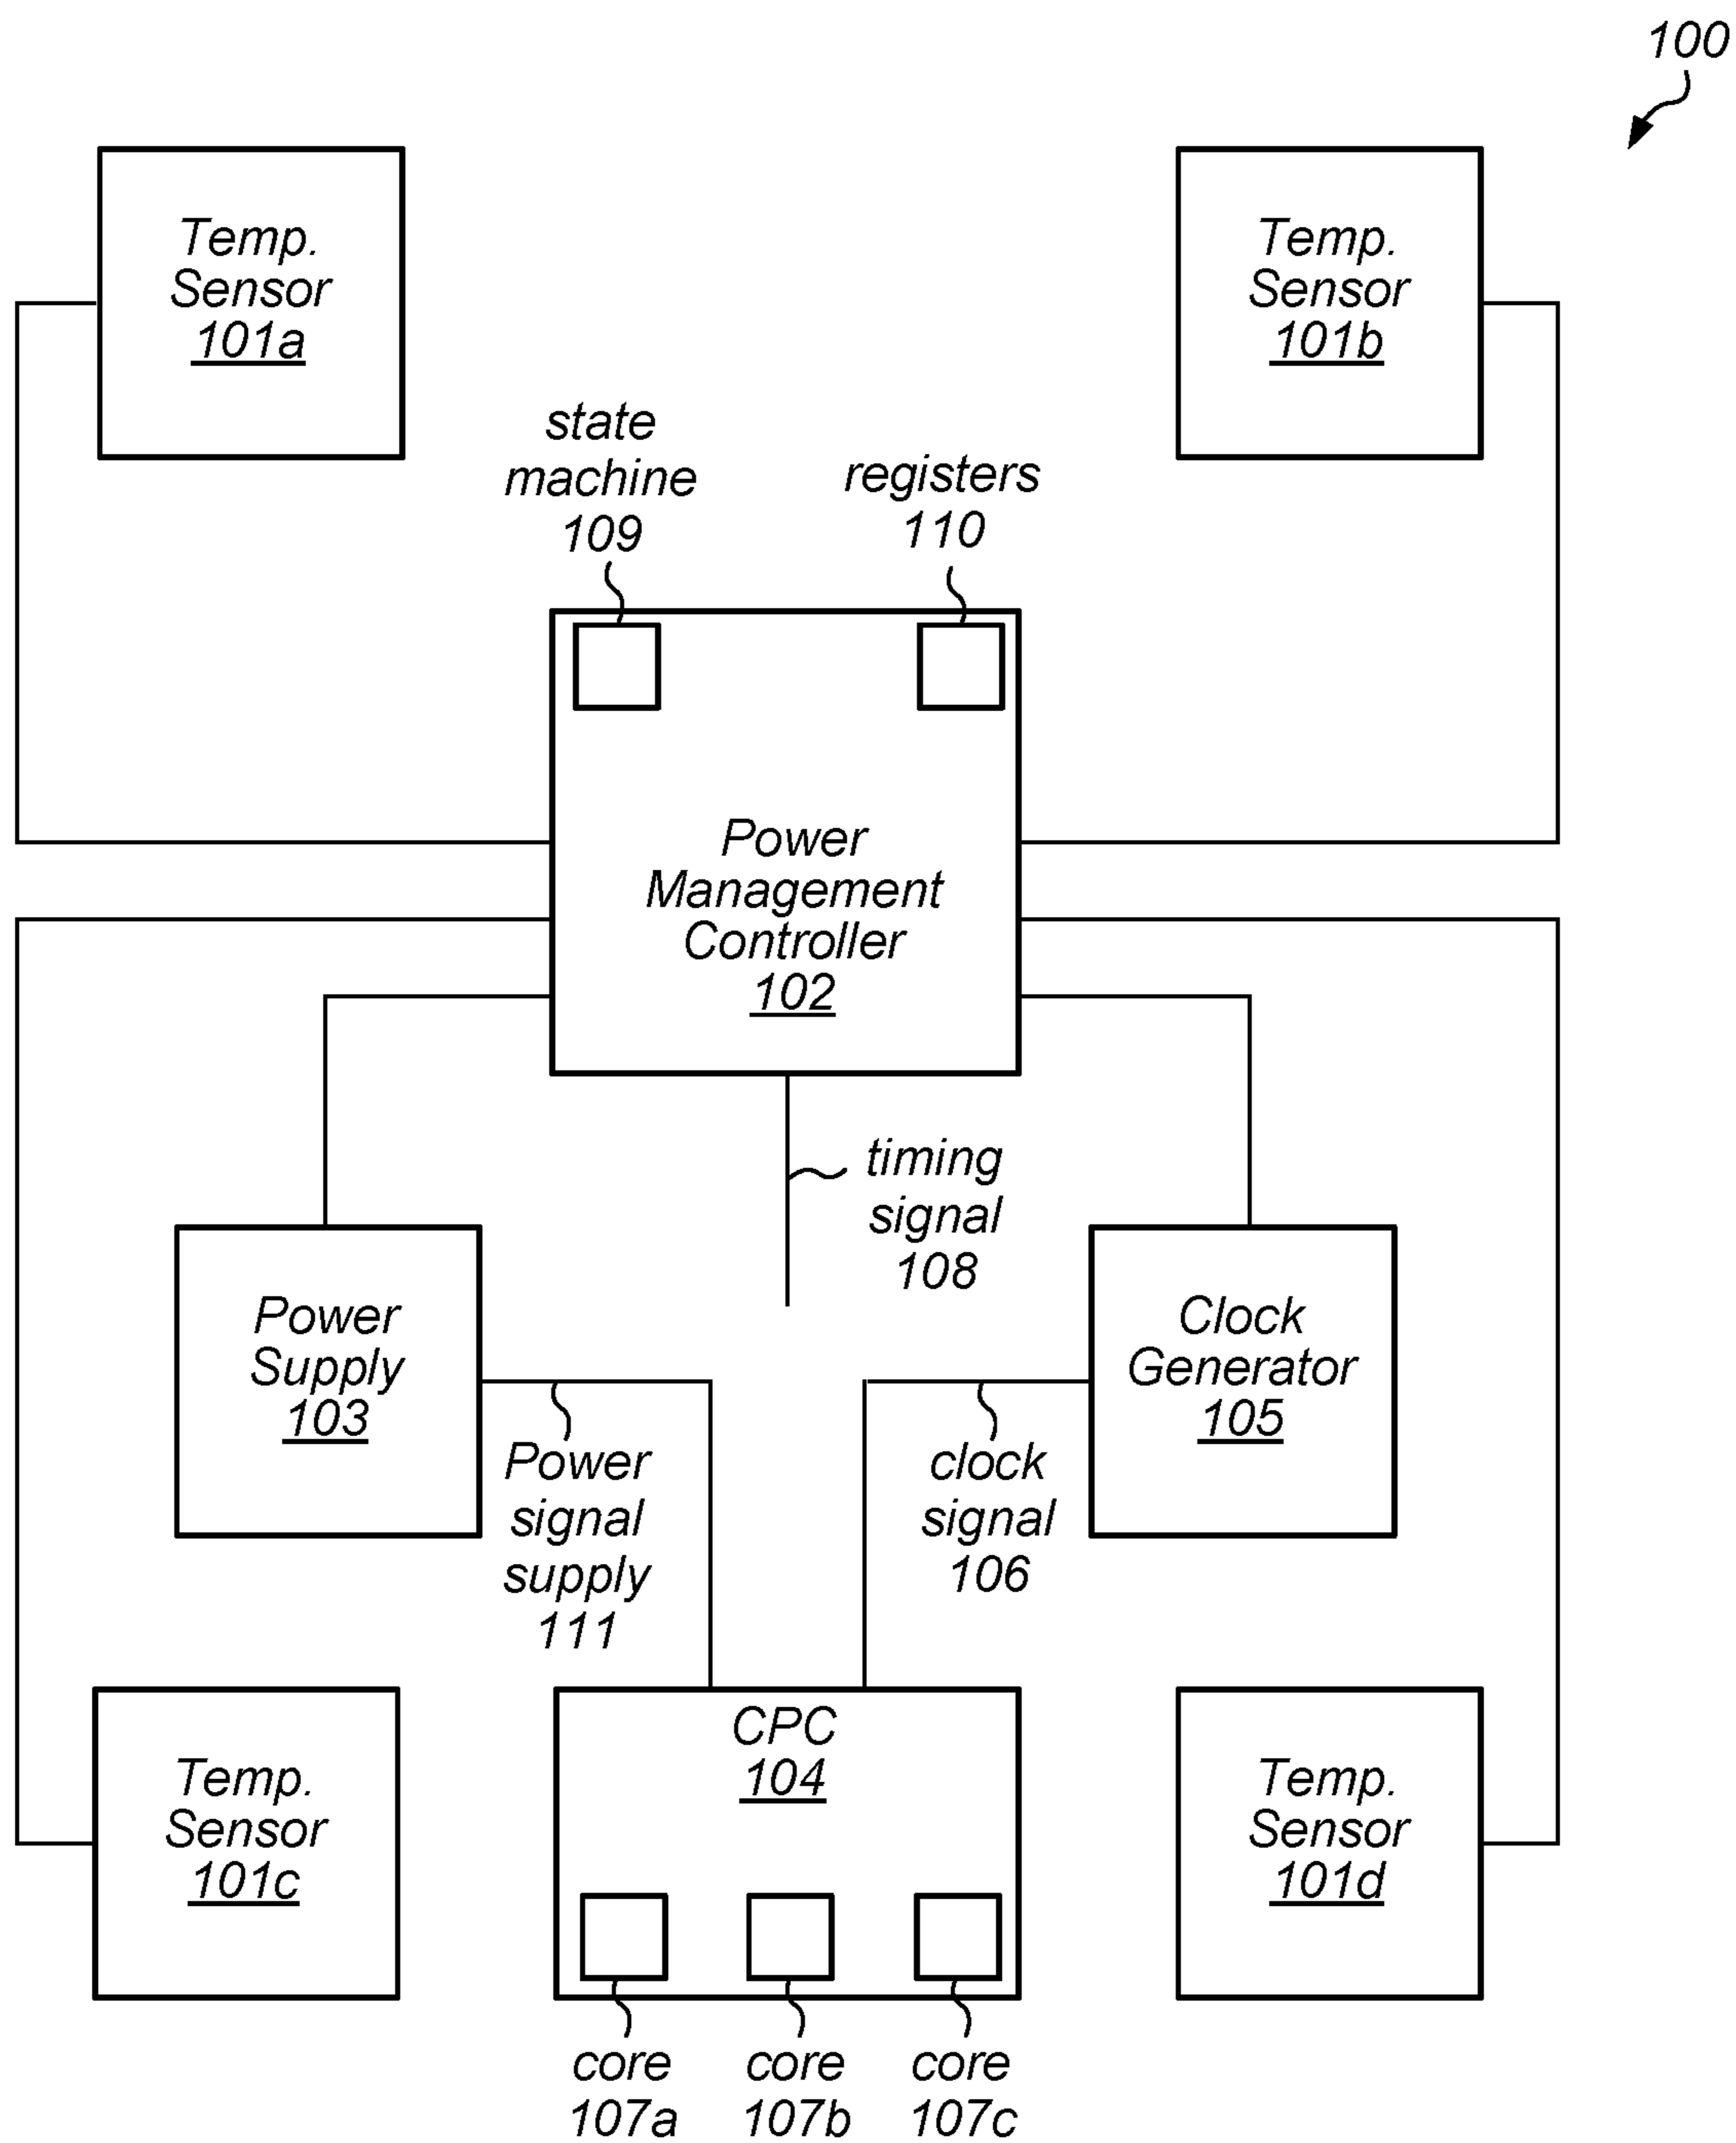 100
Temp.
Sensor
101a
Temp.
Sensor
101b
state
machine
109
registers
110
Power
Management
Controller
102
timing
signal
108
Power
Supply
103
Clock
Generator
105
Power
signal
supply
111
clock
signal
106
Temp.
Sensor
101c
CPC
104
Temp.
Sensor
101d
core
107a
core
107b
core
107c